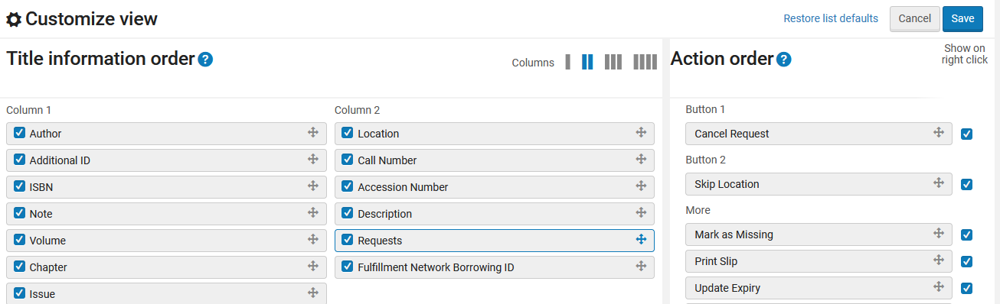 Customize view
Restore list defaults
Cancel
Save
Title information order ?
Columns
Action order ?
Show on
right click
Column 1
Author
Additional ID
ISBN
Note
Volume
Chapter
Issue
Column 2
Location
Call Number
Accession Number
Description
Requests
Fulfillment Network Borrowing ID
Button 1
Cancel Request
Button 2
Skip Location
More
Mark as Missing
Print Slip
Update Expiry